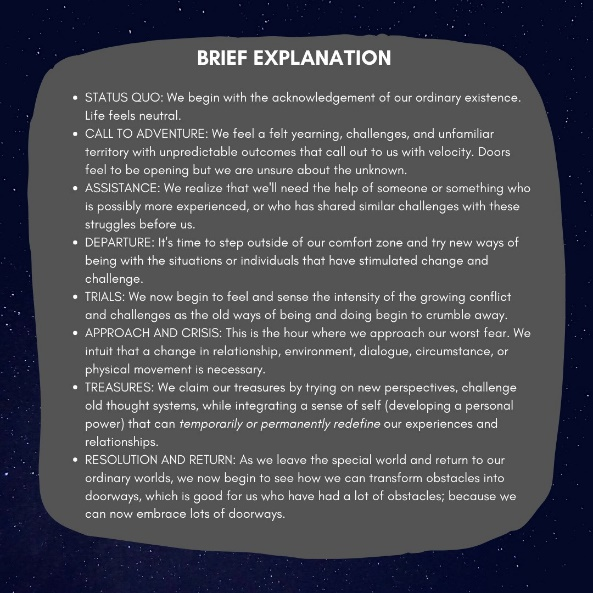 BRIEF EXPLANATION
• STATUS QUO: We begin with the acknowledgement of our ordinary existence.
Life feels neutral.
• CALL TO ADVENTURE: We feel a felt yearning, challenges, and unfamiliar
territory with unpredictable outcomes that call out to us with velocity. Doors
feel to be opening but we are unsure about the unknown.
• ASSISTANCE: We realize that we'll need the help of someone or something who
is possibly more experienced, or who has shared similar challenges with these
struggles before us.
• DEPARTURE: It's time to step outside of our comfort zone and try new ways of
being with the situations or individuals that have stimulated change and
challenge.
• TRIALS: We now begin to feel and sense the intensity of the growing conflict
and challenges as the old ways of being and doing begin to crumble away.
• APPROACH AND CRISIS: This is the hour where we approach our worst fear. We
intuit that a change in relationship, environment, dialogue, circumstance, or
physical movement is necessary.
• TREASURES: We claim our treasures by trying on new perspectives, challenge
old thought systems, while integrating a sense of self (developing a personal
power) that can temporarily or permanently redefine our experiences and
relationships.
• RESOLUTION AND RETURN: As we leave the special world and return to our
ordinary worlds, we now begin to see how we can transform obstacles into
doorways, which is good for us who have had a lot of obstacles; because we
can now embrace lots of doorways.